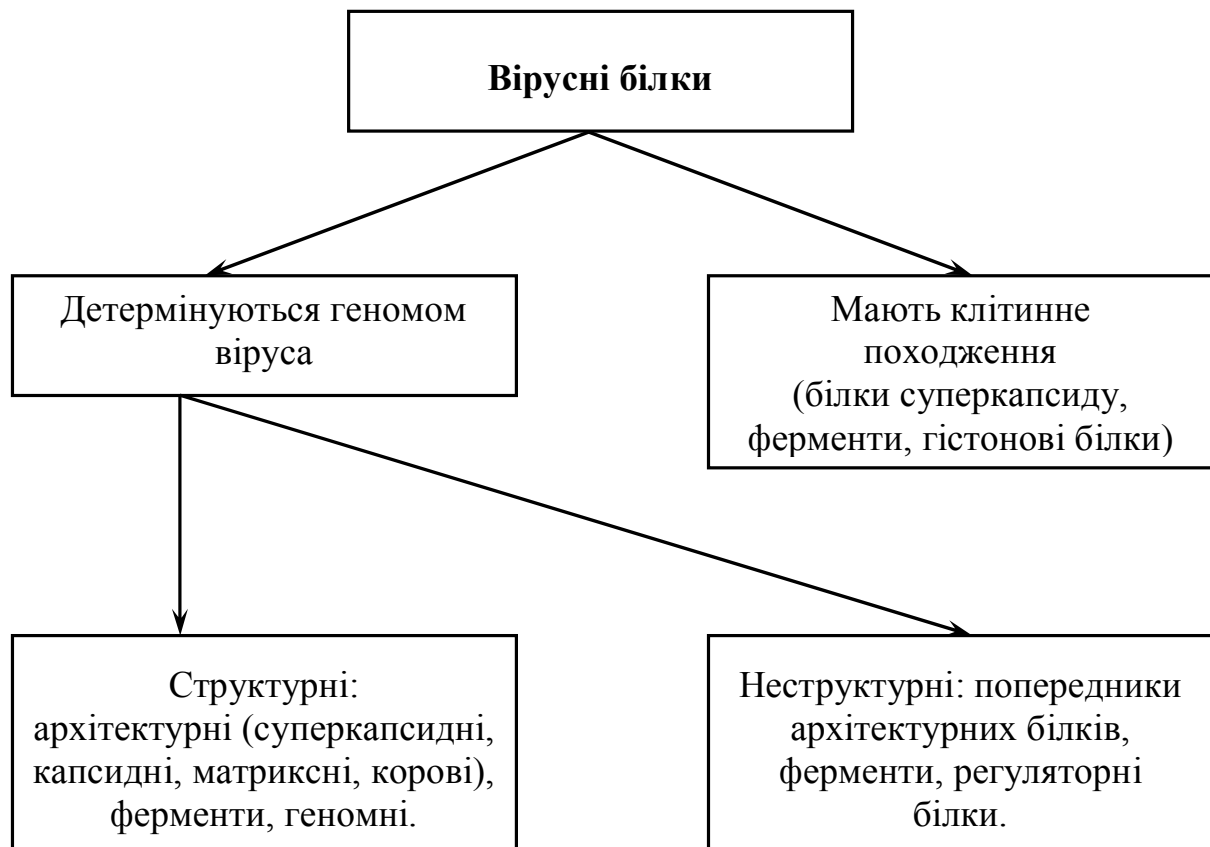 Вірусні білки
Детермінуються геномом
віруса
Мають клітинне
походження
(білки суперкапсиду,
ферменти, гістонові білки)
Структурні:
архітектурні (суперкапсидні,
капсидні, матриксні, корові),
ферменти, геномні.
Неструктурні: попередники
архітектурних білків,
ферменти, регуляторні
білки.